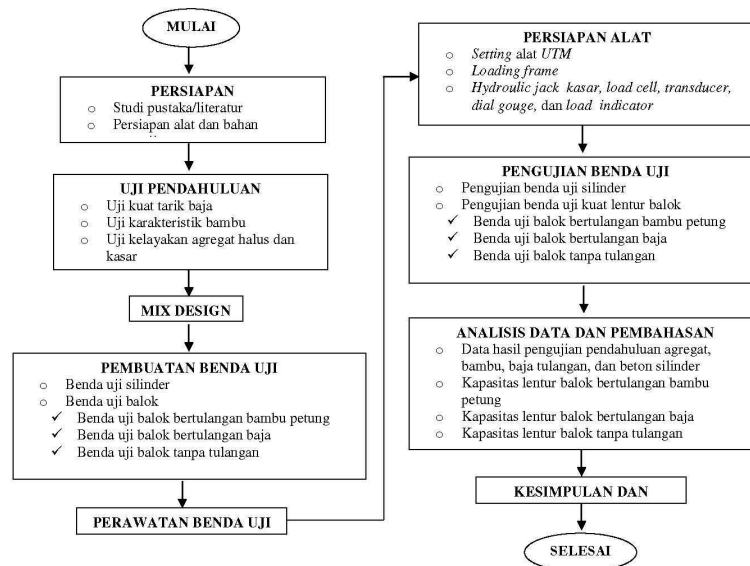 MULAI
PERSIAPAN
○ Studi pustaka/literatur
○ Persiapan alat dan bahan
UJI PENDAHULUAN
○ Uji kuat tarik baja
○ Uji karakteristik bambu
○ Uji kelayakan agregat halus dan
kasar
MIX DESIGN
PEMBUATAN BENDA UJI
○ Benda uji silinder
○ Benda uji balok
✓ Benda uji balok bertulangan bambu petung
✓ Benda uji balok bertulangan baja
✓ Benda uji balok tanpa tulangan
PERAWATAN BENDA UJI
PERSIAPAN ALAT
○ Setting alat UTM
○ Loading frame
○ Hydroulic jack kasar, load cell, transducer,
dial gouge, dan load indicator
PENGUJIAN BENDA UJI
○ Pengujian benda uji silinder
○ Pengujian benda uji kuat lentur balok
✓ Benda uji balok bertulangan bambu petung
✓ Benda uji balok bertulangan baja
✓ Benda uji balok tanpa tulangan
ANALISIS DATA DAN PEMBAHASAN
○ Data hasil pengujian pendahuluan agregat,
bambu, baja tulangan, dan beton silinder
○ Kapasitas lentur balok bertulangan bambu
petung
○ Kapasitas lentur balok bertulangan baja
○ Kapasitas lentur balok tanpa tulangan
KESIMPULAN DAN
SELESAI